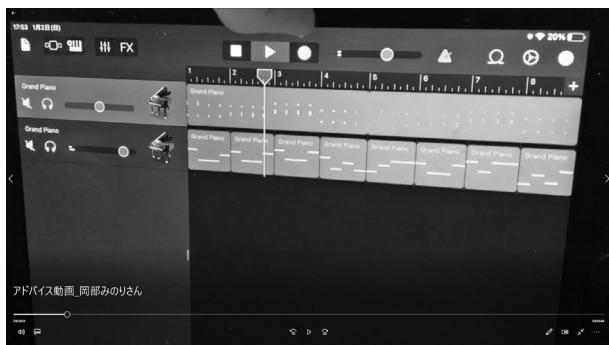 17:53 1月2日(日)
20%
FX
1 2 3 4 5 6 7 8 +
Grand Piano
Grand Piano
Grand Piano
Grand Piano Grand Piano Grand Piano Grand Piano Grand Piano Grand Piano Grand Piano Grand Piano
アドバイス動画_岡部みのりさん